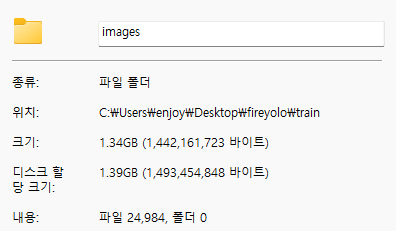 images
종류: 파일 폴더
위치: C:₩Users₩enjoy₩Desktop₩fireyolo₩train
크기: 1.34GB (1,442,161,723 바이트)
디스크 할
당 크기: 1.39GB (1,493,454,848 바이트)
내용: 파일 24,984, 폴더 0